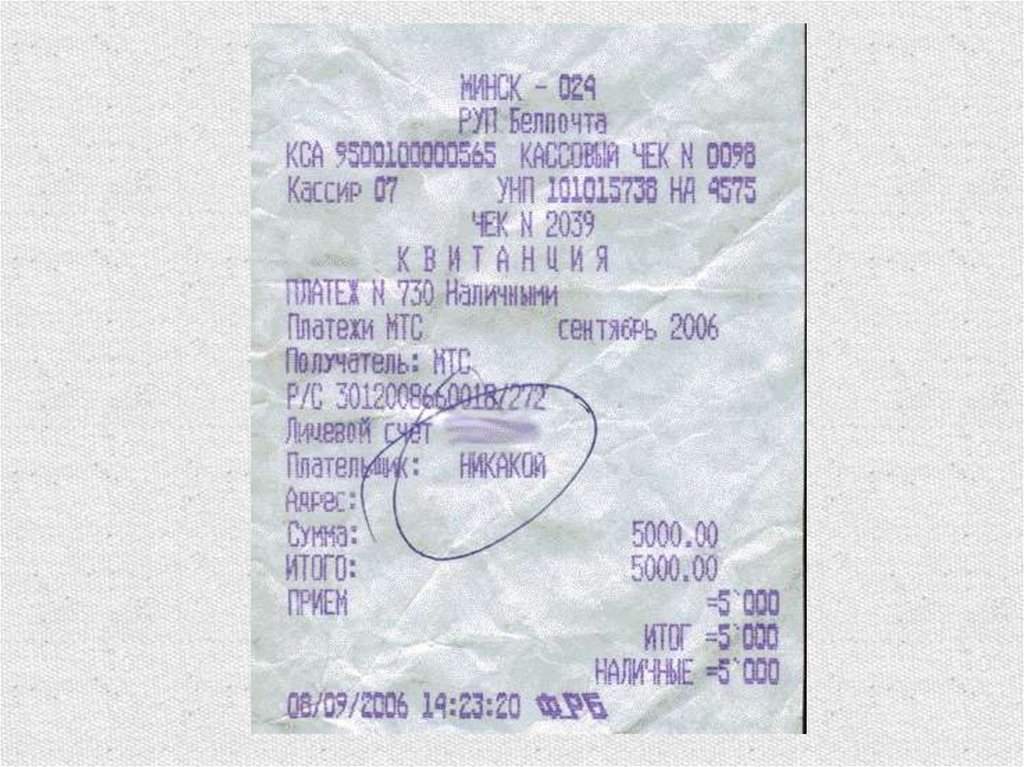 МИНСК - 024
РУП Белпочта
КСА 9500100000565 КАССОВЫЙ ЧЕК N 0098
Кассир 07 УНП 101015738 НА 4575
ЧЕК N 2039
К В И Т А Н Ц И Я
ПЛАТЕЖ N 730 Наличными
Платежи МТС сентябрь 2006
Получатель: МТС
Р/С 3012008660018/272
Лицевой счет
Плательщик: НИКАКОЙ
Адрес:
Сумма: 5000.00
ИТОГО: 5000.00
ПРИЕМ =5`000
ИТОГ =5`000
НАЛИЧНЫЕ =5`000
08/09/2006 14:23:20 ФРБ